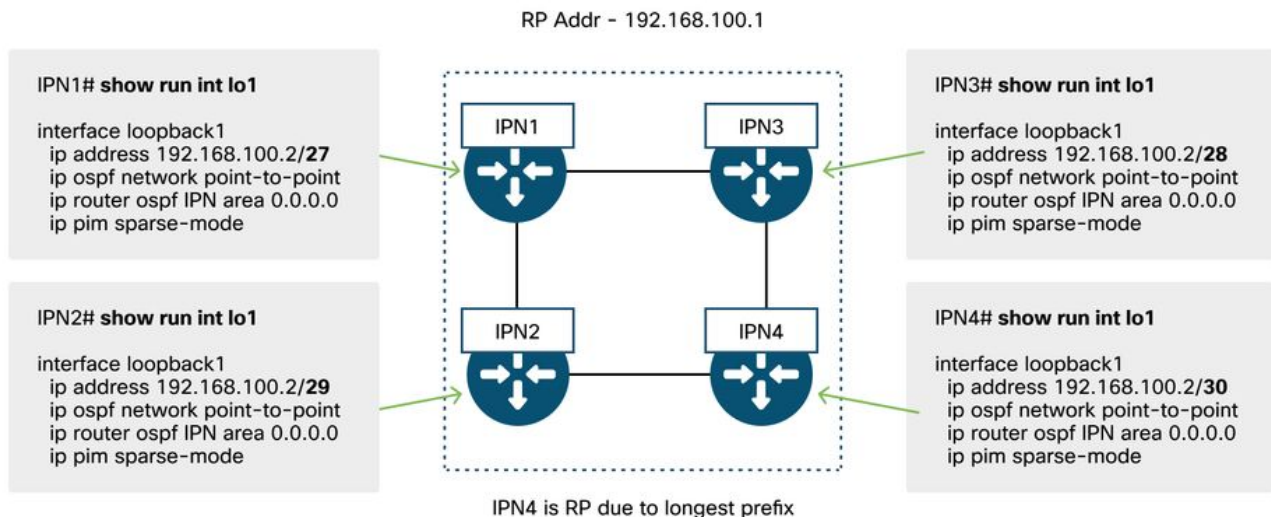 RP Addr - 192.168.100.1
IPN1# show run int lo1
interface loopback1
ip address 192.168.100.2/27
ip ospf network point-to-point
ip router ospf IPN area 0.0.0.0
ip pim sparse-mode
IPN1
IPN3
IPN3# show run int lo1
interface loopback1
ip address 192.168.100.2/28
ip ospf network point-to-point
ip router ospf IPN area 0.0.0.0
ip pim sparse-mode
IPN2# show run int lo1
interface loopback1
ip address 192.168.100.2/29
ip ospf network point-to-point
ip router ospf IPN area 0.0.0.0
ip pim sparse-mode
IPN2
IPN4
IPN4# show run int lo1
interface loopback1
ip address 192.168.100.2/30
ip ospf network point-to-point
ip router ospf IPN area 0.0.0.0
ip pim sparse-mode
IPN4 is RP due to longest prefix